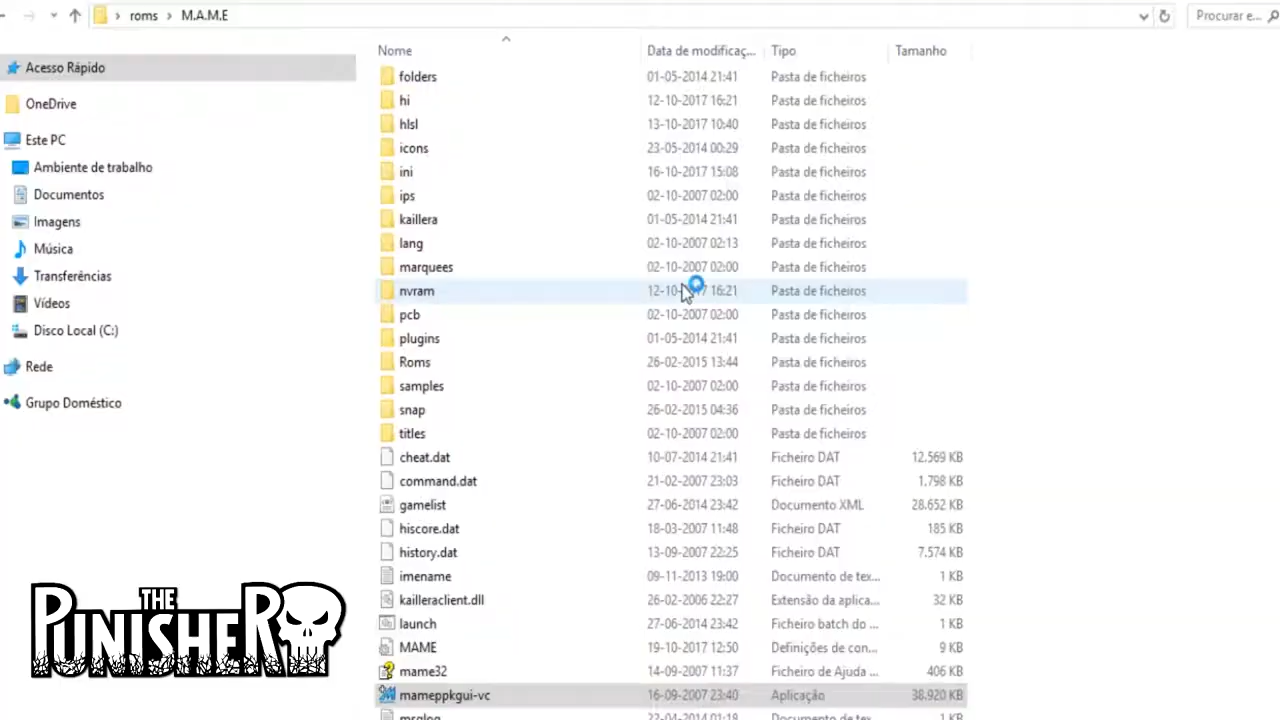 roms › M.A.M.E
Procurar e...
Nome Data de modificaç... Tipo Tamanho
Acesso Rápido
OneDrive
Este PC
Ambiente de trabalho
Documentos
Imagens
Música
Transferências
Vídeos
Disco Local (C:)
Rede
Grupo Doméstico
folders 01-05-2014 21:41 Pasta de ficheiros
hi 12-10-2017 16:21 Pasta de ficheiros
hlsl 13-10-2017 10:40 Pasta de ficheiros
icons 23-05-2014 00:29 Pasta de ficheiros
ini 16-10-2017 15:08 Pasta de ficheiros
ips 02-10-2007 02:00 Pasta de ficheiros
kaillera 01-05-2014 21:41 Pasta de ficheiros
lang 02-10-2007 02:13 Pasta de ficheiros
marquees 02-10-2007 02:00 Pasta de ficheiros
nvram 12-10- 17 16:21 Pasta de ficheiros
pcb 02-10-2007 02:00 Pasta de ficheiros
plugins 01-05-2014 21:41 Pasta de ficheiros
Roms 26-02-2015 13:44 Pasta de ficheiros
samples 02-10-2007 02:00 Pasta de ficheiros
snap 26-02-2015 04:36 Pasta de ficheiros
titles 02-10-2007 02:00 Pasta de ficheiros
cheat.dat 10-07-2014 21:41 Ficheiro DAT 12.569 KB
command.dat 21-02-2007 23:03 Ficheiro DAT 1.798 KB
gamelist 27-06-2014 23:42 Documento XML 28.652 KB
hiscore.dat 18-03-2007 11:48 Ficheiro DAT 185 KB
history.dat 13-09-2007 22:25 Ficheiro DAT 7.574 KB
imename 09-11-2013 19:00 Documento de tex... 1 KB
kailleraclient.dll 26-02-2006 22:27 Extensão da aplica... 32 KB
launch 27-06-2014 23:42 Ficheiro batch do ... 1 KB
MAME 19-10-2017 12:50 Definições de con... 9 KB
mame32 14-09-2007 11:37 Ficheiro de Ajuda ... 406 KB
mameppkgui-vc 16-09-2007 23:40 Aplicação 38.920 KB
THE
PUNISHER